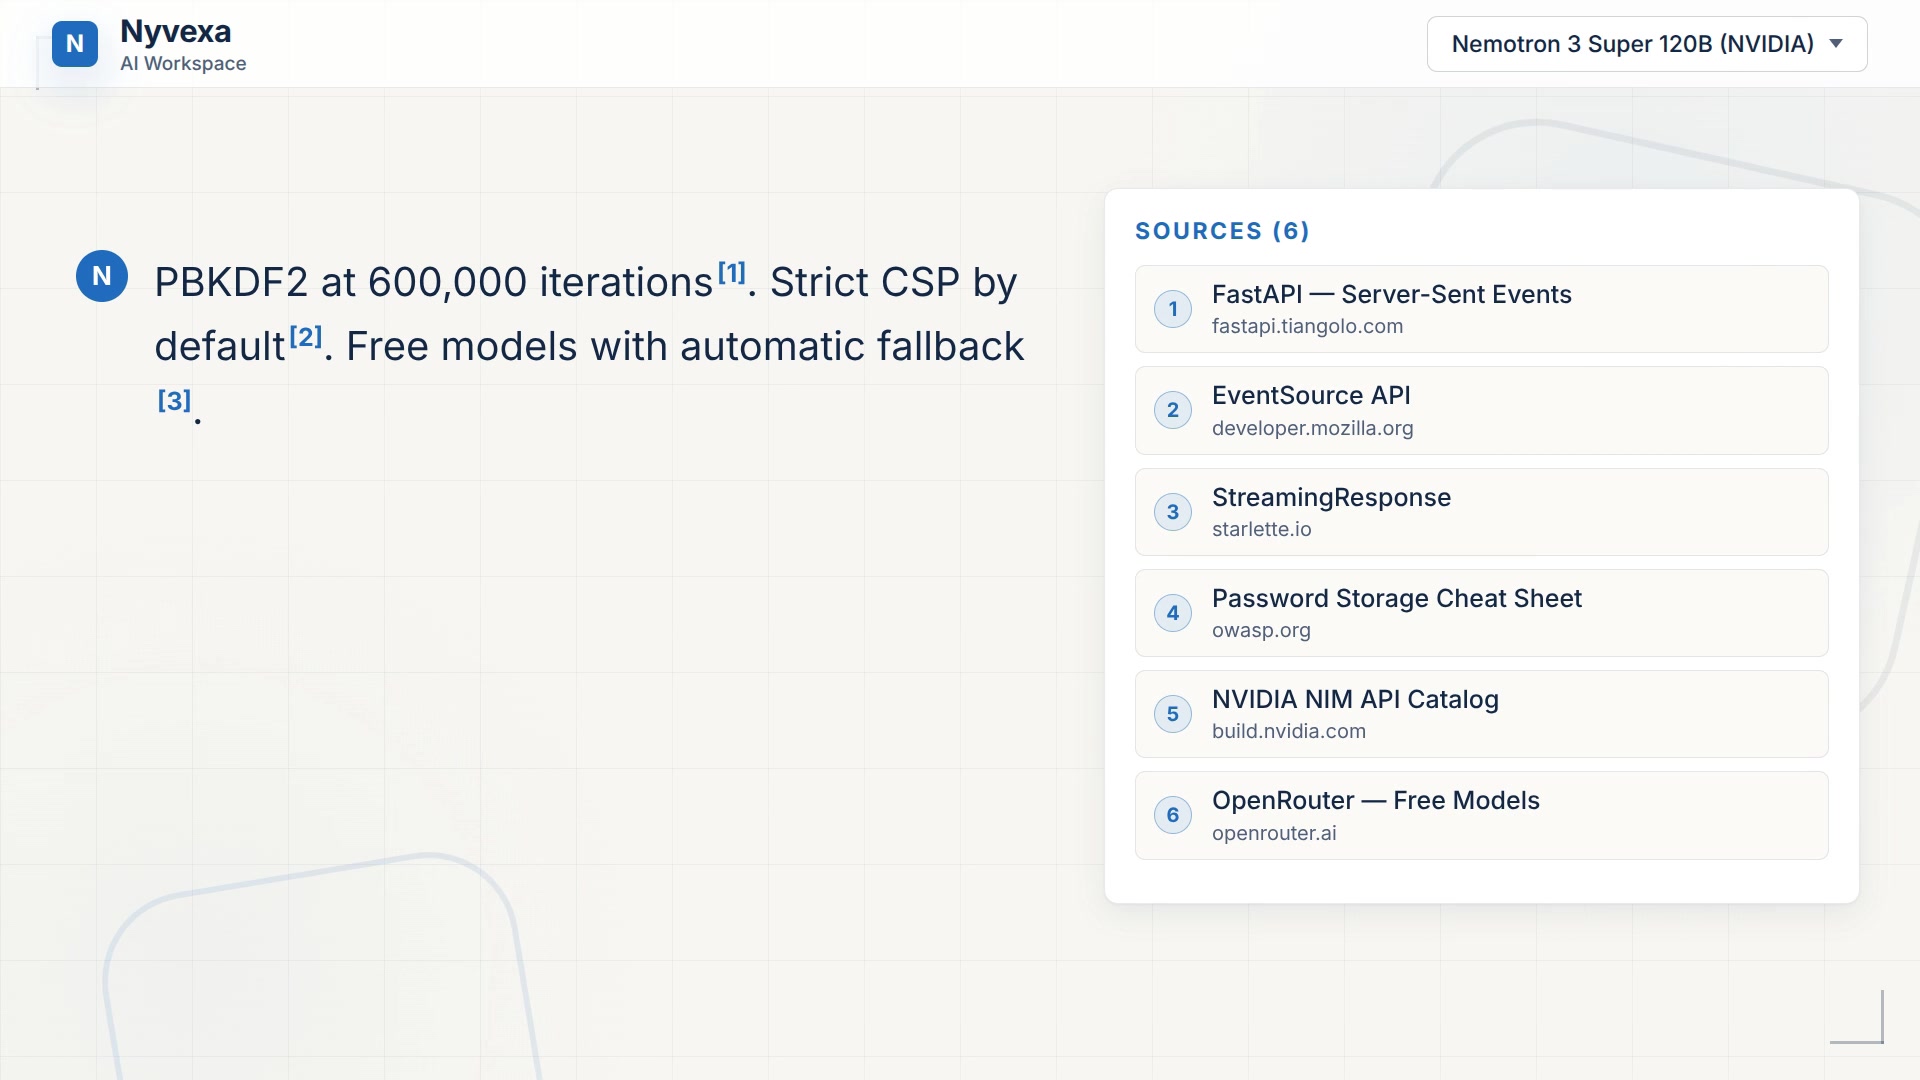 N
Nyvexa
AI Workspace
Nemotron 3 Super 120B (NVIDIA)
N
PBKDF2 at 600,000 iterations[1]. Strict CSP by
default[2]. Free models with automatic fallback
[3].
SOURCES (6)
1
FastAPI — Server-Sent Events
fastapi.tiangolo.com
2
EventSource API
developer.mozilla.org
3
StreamingResponse
starlette.io
4
Password Storage Cheat Sheet
owasp.org
5
NVIDIA NIM API Catalog
build.nvidia.com
6
OpenRouter — Free Models
openrouter.ai